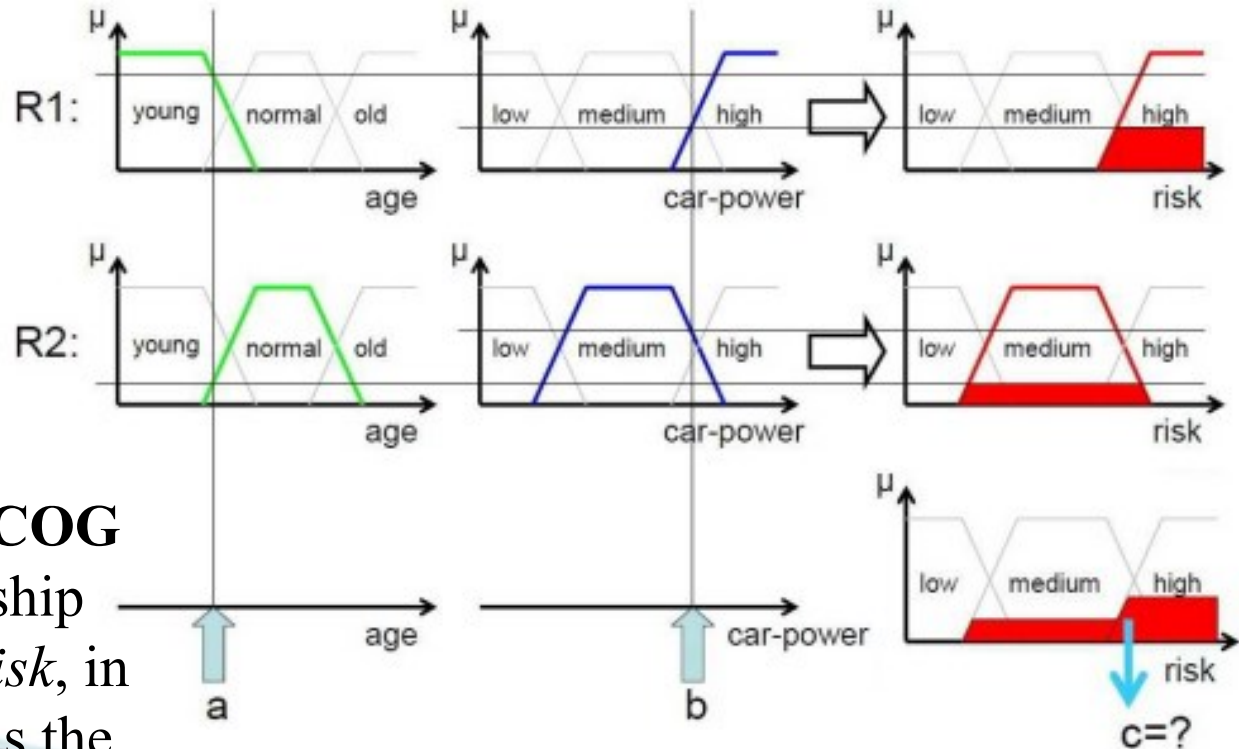 μ μ μ
R1: young normal old low medium high low medium high
age car-power risk
μ μ μ
R2: young normal old low medium high low medium high
age car-power risk
μ
COG
ship low medium high
age car-power
isk, in risk
a b
s the c=?